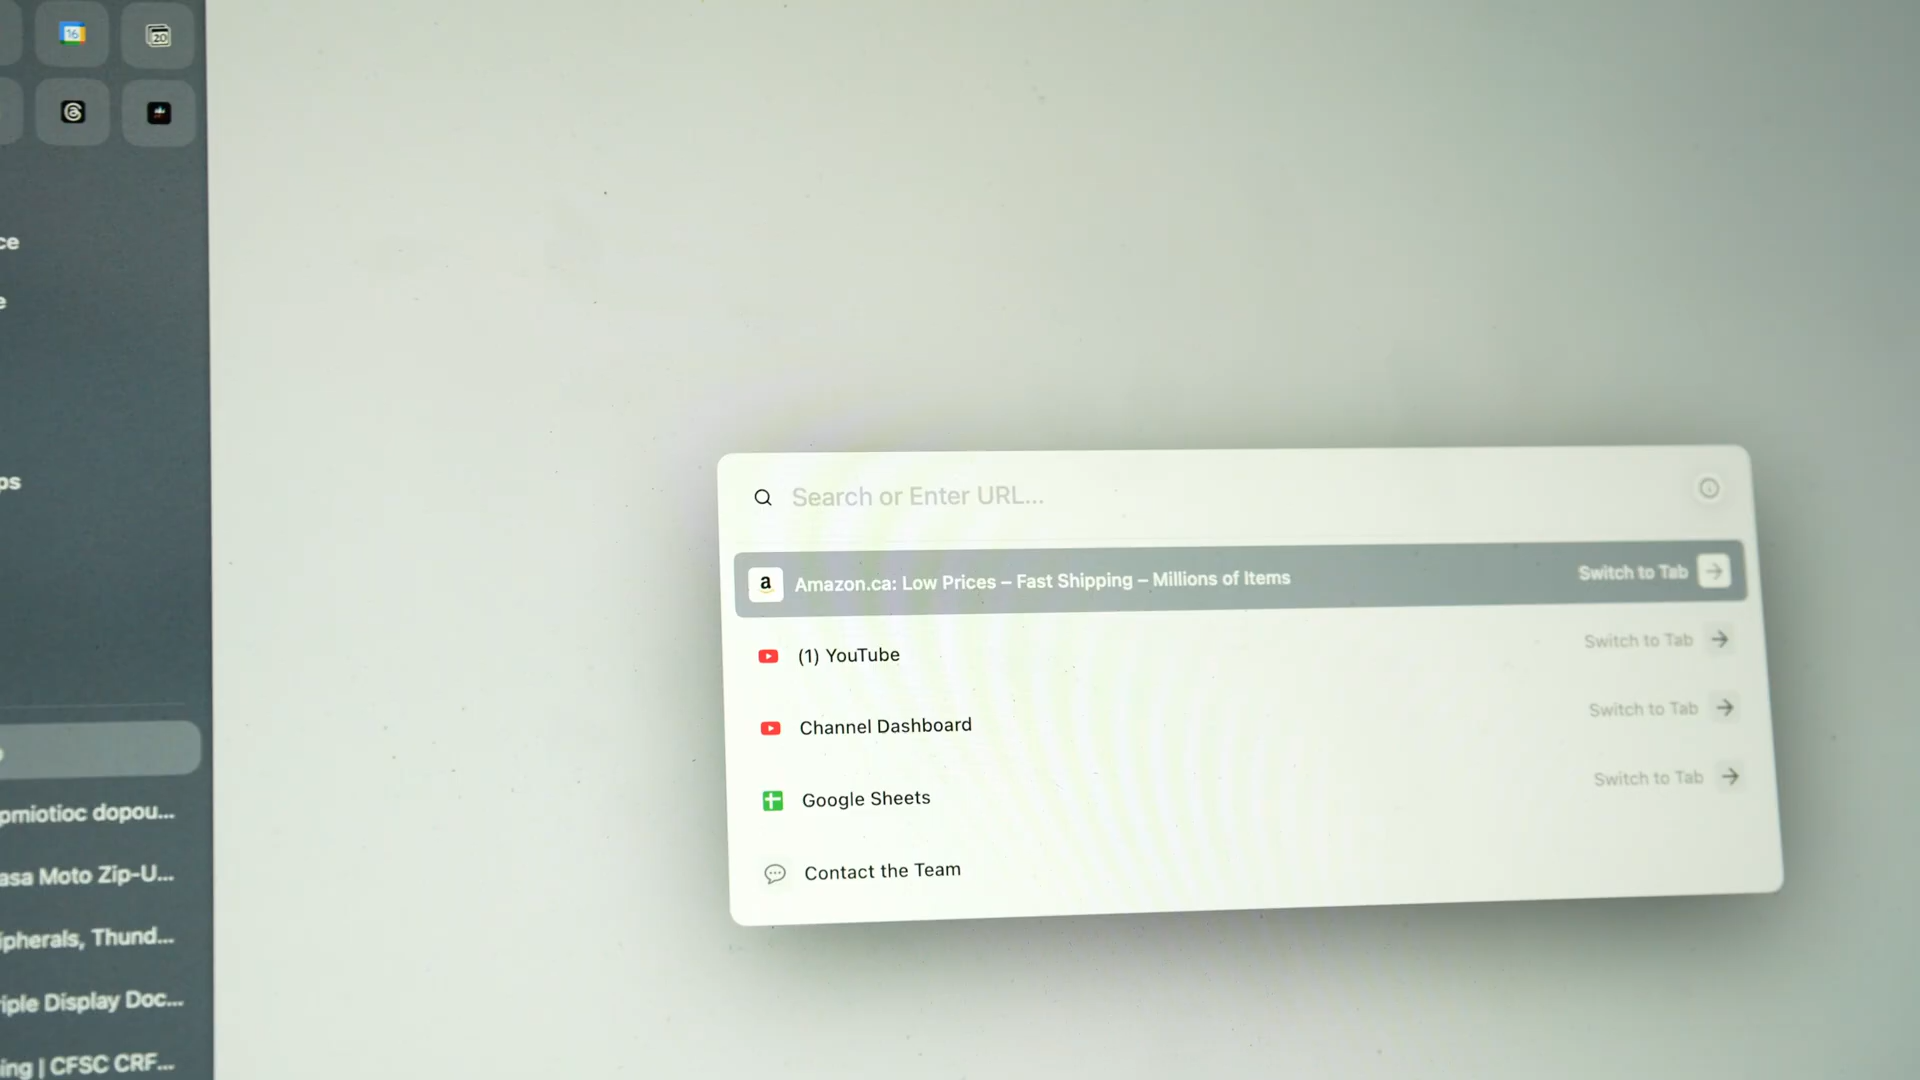 16
20
ce
e
ps
pmiotioc dopou...
asa Moto Zip-U...
ipherals, Thund...
iple Display Doc...
ing | CFSC CRF...
Search or Enter URL...
a Amazon.ca: Low Prices – Fast Shipping – Millions of Items Switch to Tab
(1) YouTube Switch to Tab
Channel Dashboard Switch to Tab
Google Sheets Switch to Tab
Contact the Team